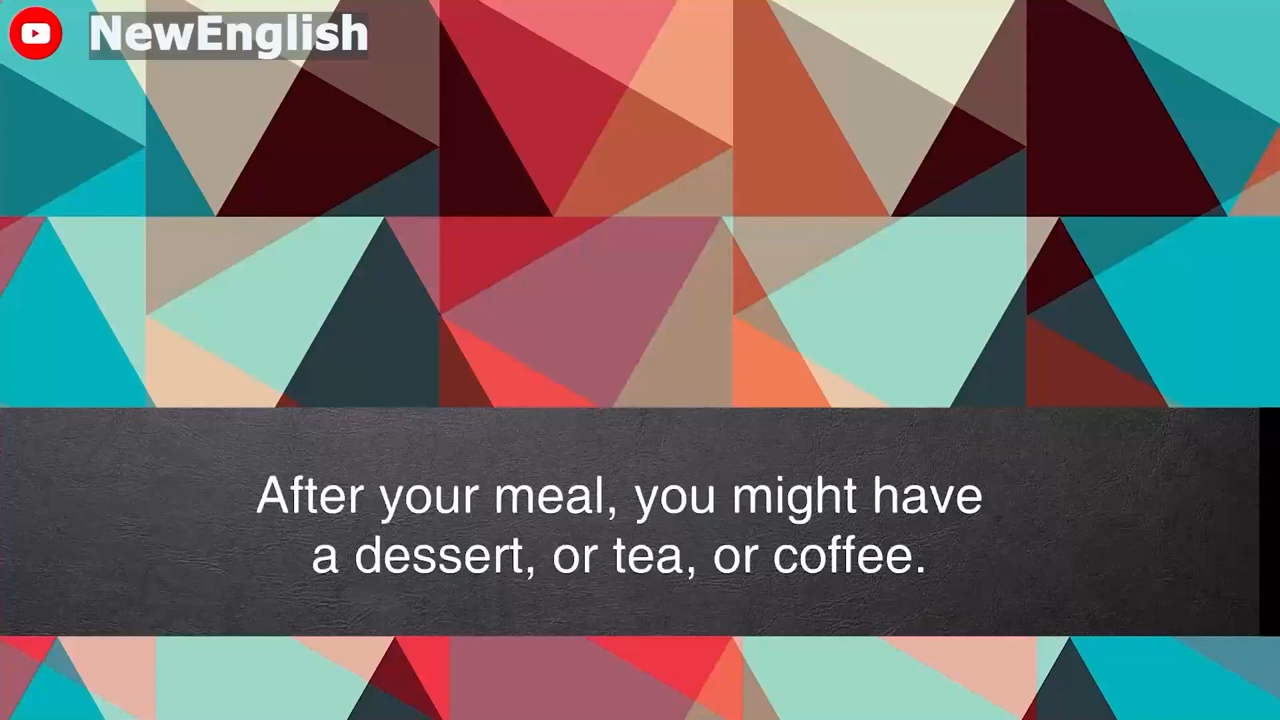 NewEnglish
After your meal, you might have
a dessert, or tea, or coffee.